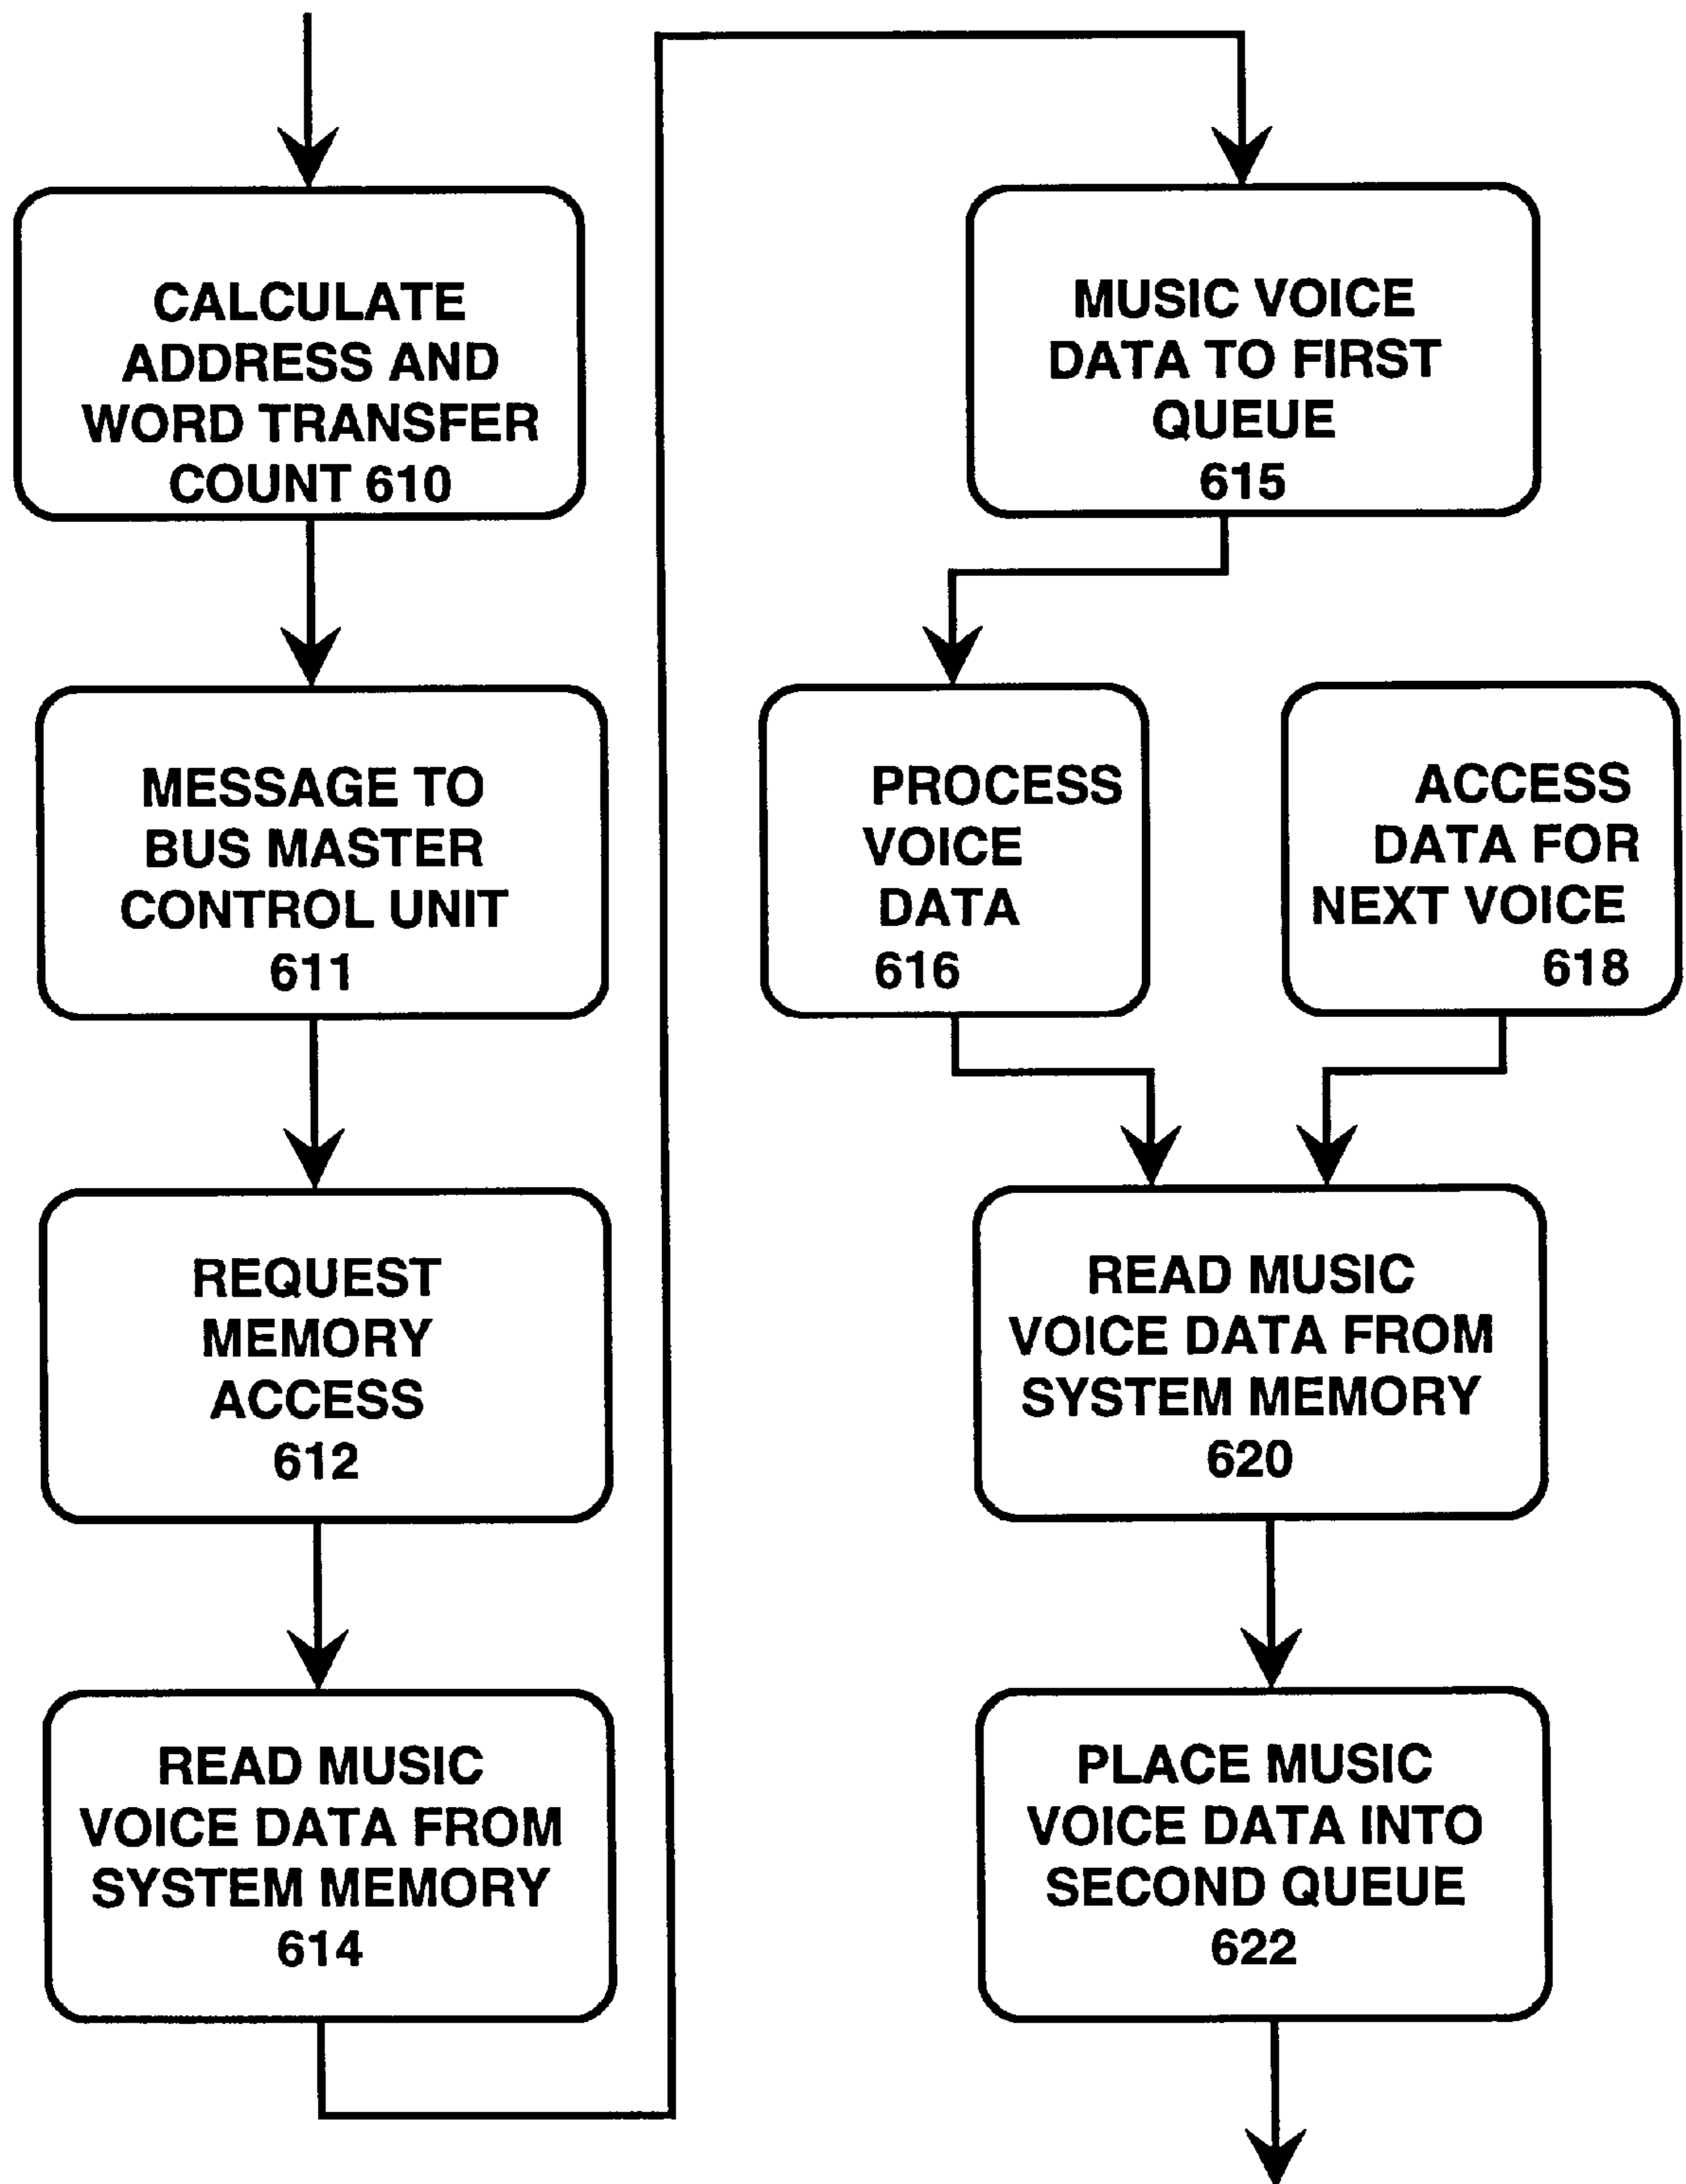 CALCULATE
ADDRESS AND
WORD TRANSFER
COUNT 610
MESSAGE TO
BUS MASTER
CONTROL UNIT
611
REQUEST
MEMORY
ACCESS
612
READ MUSIC
VOICE DATA FROM
SYSTEM MEMORY
614
MUSIC VOICE
DATA TO FIRST
QUEUE
615
PROCESS
VOICE
DATA
616
ACCESS
DATA FOR
NEXT VOICE
618
READ MUSIC
VOICE DATA FROM
SYSTEM MEMORY
620
PLACE MUSIC
VOICE DATA INTO
SECOND QUEUE
622